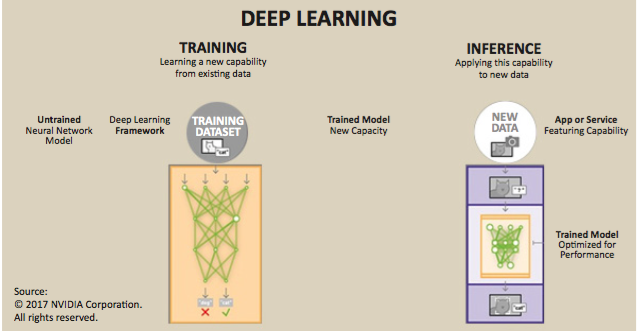 DEEP LEARNING
TRAINING
Learning a new capability
from existing data
INFERENCE
Applying this capability
to new data
Untrained
Neural Network
Model
Deep Learning
Framework
TRAINING
DATASET
Trained Model
New Capacity
NEW
DATA
App or Service
Featuring Capability
Trained Model
Optimized for
Performance
Source:
© 2017 NVIDIA Corporation.
All rights reserved.